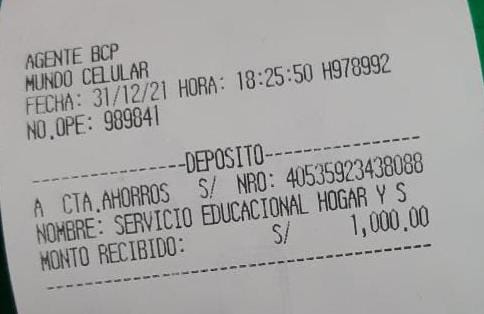 AGENTE BCP
MUNDO CELULAR
FECHA: 31/12/21 HORA: 18:25:50 H978992
NO.OPE: 989841
----------------DEPOSITO----------------
A CTA.AHORROS S/ NRO: 40535923438088
NOMBRE: SERVICIO EDUCACIONAL HOGAR Y S
MONTO RECIBIDO: S/ 1,000.00
----------------------------------------